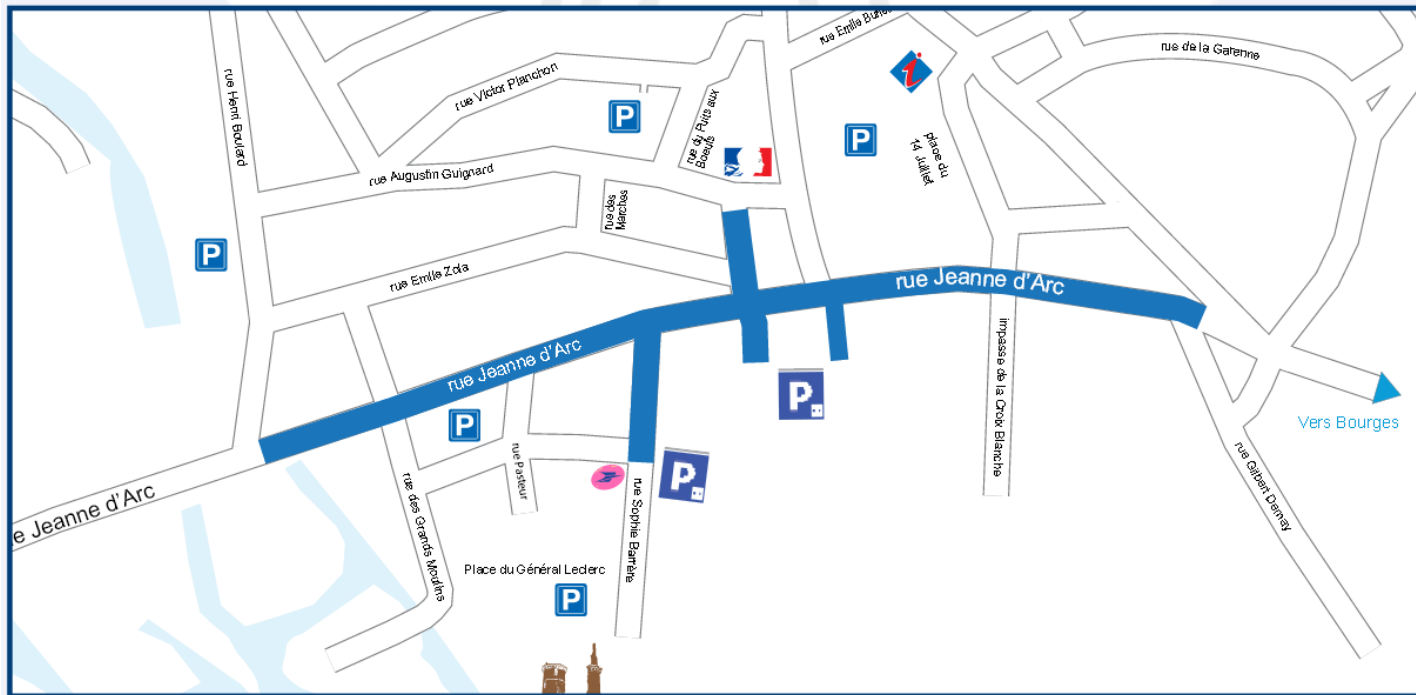 rue Emile Buhot
rue de la Garenne
rue Henri Boulard
rue Victor Planchon
P
rue du Puits aux
Boeufs
P
place du
14 Juillet
rue Augustin Guignard
rue des
Marches
P
rue Emile Zola
rue Jeanne d'Arc
rue Jeanne d'Arc
impasse de la Croix Blanche
P
P
Vers Bourges
rue Pasteur
P
rue Gilbert Demay
e Jeanne d'Arc
rue des Grands Moulins
rue Sophie Barrère
Place du Général Leclerc
P